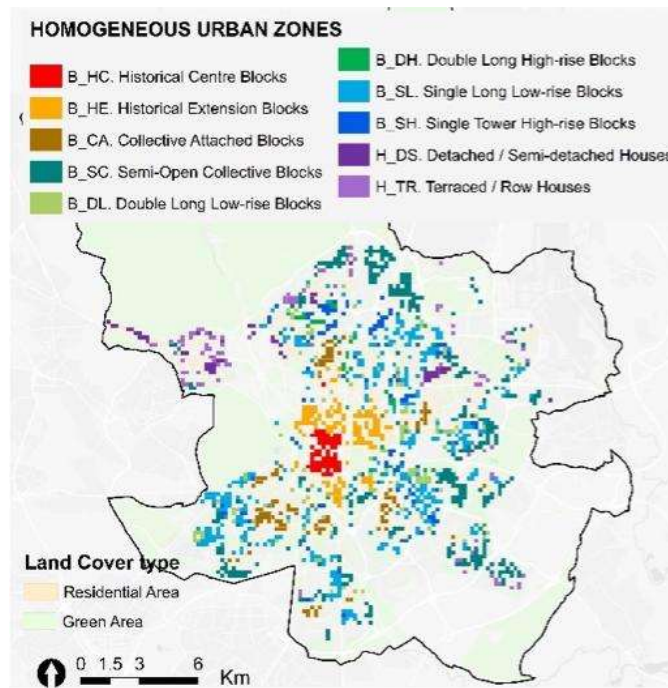 HOMOGENEOUS URBAN ZONES
B_HC. Historical Centre Blocks
B_HE. Historical Extension Blocks
B_CA. Collective Attached Blocks
B_SC. Semi-Open Collective Blocks
B_DL. Double Long Low-rise Blocks
B_DH. Double Long High-rise Blocks
B_SL. Single Long Low-rise Blocks
B_SH. Single Tower High-rise Blocks
H_DS. Detached / Semi-detached Houses
H_TR. Terraced / Row Houses
Land Cover type
Residential Area
Green Area
0 1.5 3 6
Km